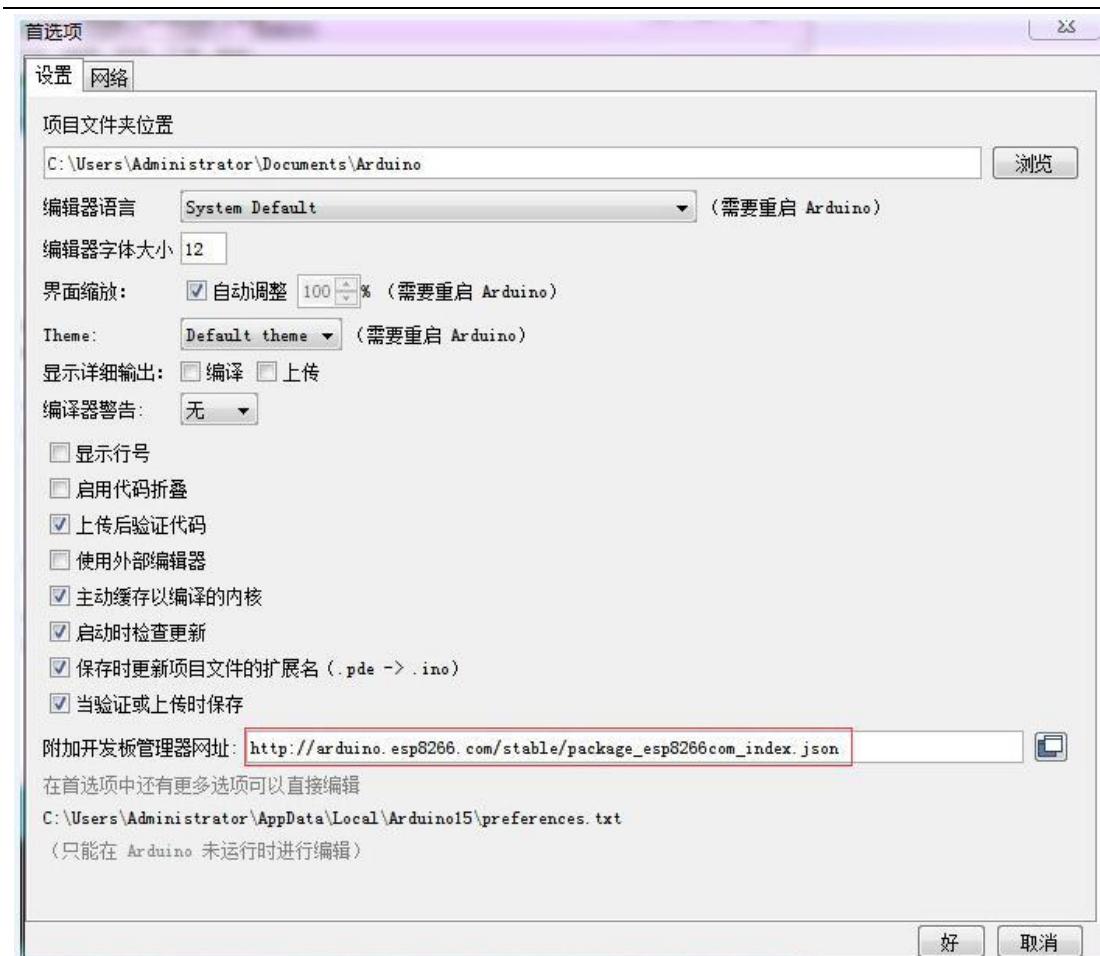 首选项
设置 网络
项目文件夹位置
C:\Users\Administrator\Documents\Arduino 浏览
编辑器语言 System Default (需要重启 Arduino)
编辑器字体大小 12
界面缩放: 自动调整 100 % (需要重启 Arduino)
Theme: Default theme (需要重启 Arduino)
显示详细输出: 编译 上传
编译器警告: 无
显示行号
启用代码折叠
上传后验证代码
使用外部编辑器
主动缓存以编译的内核
启动时检查更新
保存时更新项目文件的扩展名 (.pde -> .ino)
当验证或上传时保存
附加开发板管理器网址: http://arduino.esp8266.com/stable/package_esp8266com_index.json
在首选项中还有更多选项可以直接编辑
C:\Users\Administrator\AppData\Local\Arduino15\preferences.txt
(只能在 Arduino 未运行时进行编辑)
好 取消